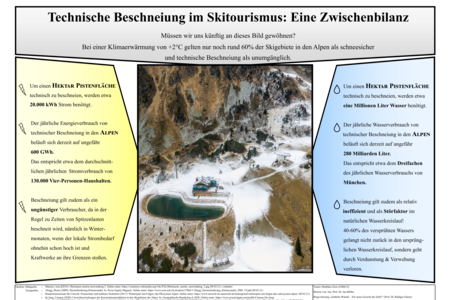 Technische Beschneiung im Skitourismus: Eine Zwischenbilanz
Müssen wir uns künftig an dieses Bild gewöhnen?
Bei einer Klimaerwärmung von +2°C gelten nur noch rund 60% der Skigebiete in den Alpen als schneesicher
und technische Beschneiung als unumgänglich.
Um einen HEKTAR PISTENFLÄCHE
technisch zu beschneien, werden etwa
20.000 kWh Strom benötigt.
Der jährliche Energieverbrauch von
technischer Beschneiung in den ALPEN
beläuft sich derzeit auf ungefähr
600 GWh.
Das entspricht etwa dem durchschnitt-
lichen jährlichen Stromverbrauch von
130.000 Vier-Personen-Haushalten.
Beschneiung gilt zudem als ein
ungünstiger Verbraucher, da in der
Regel zu Zeiten von Spitzenlasten
beschneit wird, nämlich in Winter-
monaten, wenn der lokale Strombedarf
ohnehin schon hoch ist und
Kraftwerke an ihre Grenzen stoßen.
Um einen HEKTAR PISTENFLÄCHE
technisch zu beschneien, werden etwa
eine Millionen Liter Wasser benötigt.
Der jährliche Wasserverbrauch von
technischer Beschneiung in den ALPEN
beläuft sich derzeit auf ungefähr
280 Milliarden Liter.
Das entspricht etwa dem Dreifachen
des jährlichen Wasserverbrauchs von
München.
Beschneiung gilt zudem als relativ
ineffizient und als Störfaktor im
natürlichen Wasserkreislauf:
40-60% des versprühten Wassers
gelangt nicht zurück in den ursprüng-
lichen Wasserkreislauf, sondern geht
durch Verdunstung & Verwehung
verloren.